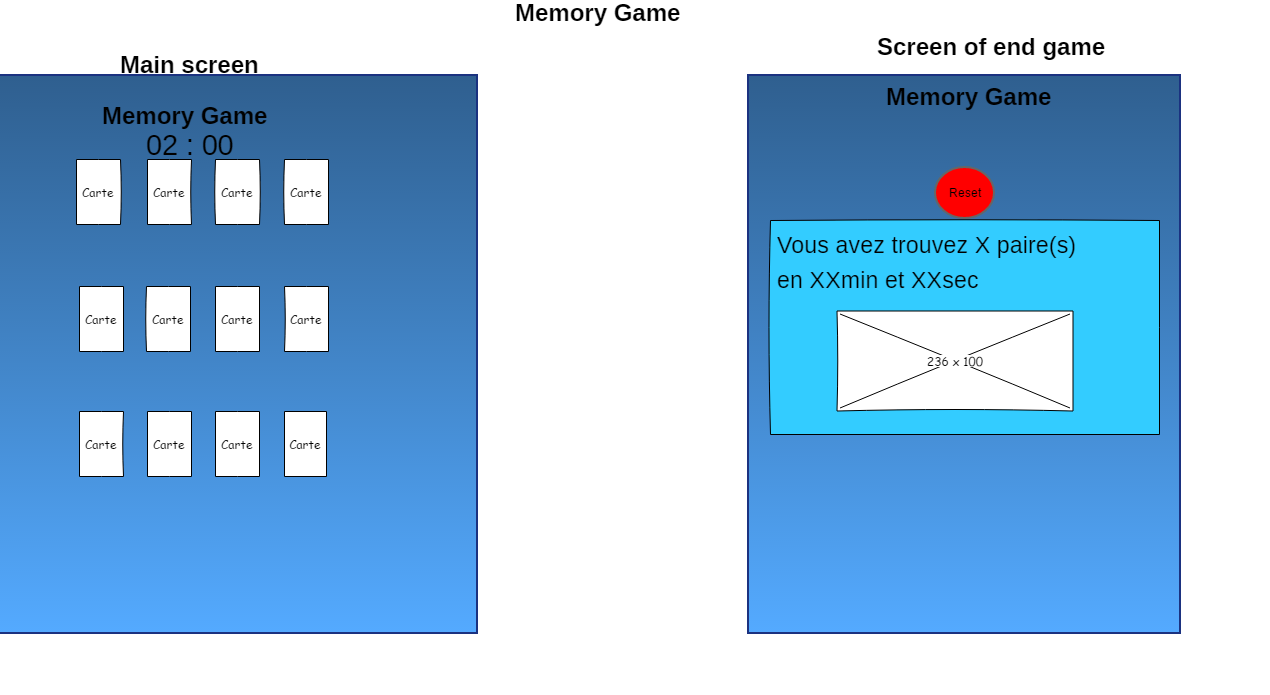 Memory Game
Main screen
Memory Game
02 : 00
Carte Carte Carte Carte
Carte Carte Carte Carte
Carte Carte Carte Carte
Screen of end game
Memory Game
Reset
Vous avez trouvez X paire(s)
en XXmin et XXsec
236 x 100